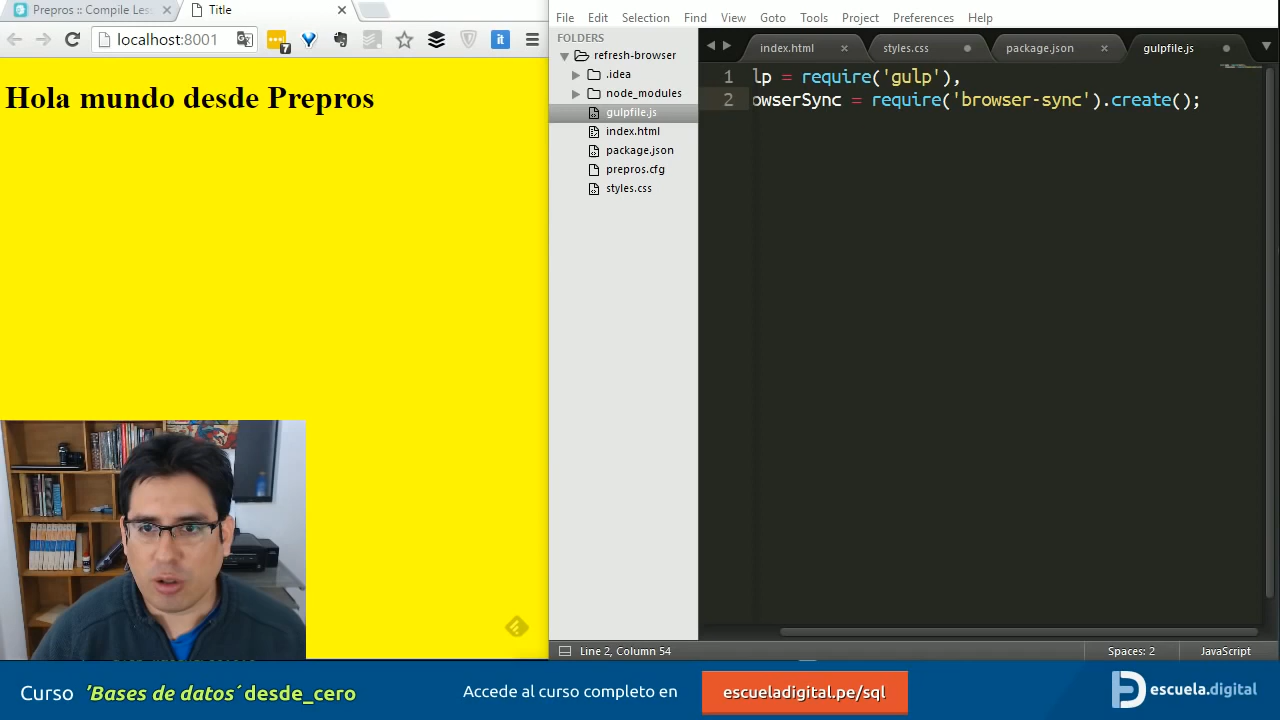 Prepros :: Compile Les
Title
localhost:8001
7
it
Hola mundo desde Prepros
File Edit Selection Find View Goto Tools Project Preferences Help
FOLDERS
refresh-browser
.idea
node_modules
gulpfile.js
index.html
package.json
prepros.cfg
styles.css
index.html styles.css package.json gulpfile.js
1 lp = require('gulp'),
2 owserSync = require('browser-sync').create();
Line 2, Column 54
Spaces: 2
JavaScript
Curso 'Bases de datos´ desde_cero
Accede al curso completo en
escueladigital.pe/sql
escuela.digital